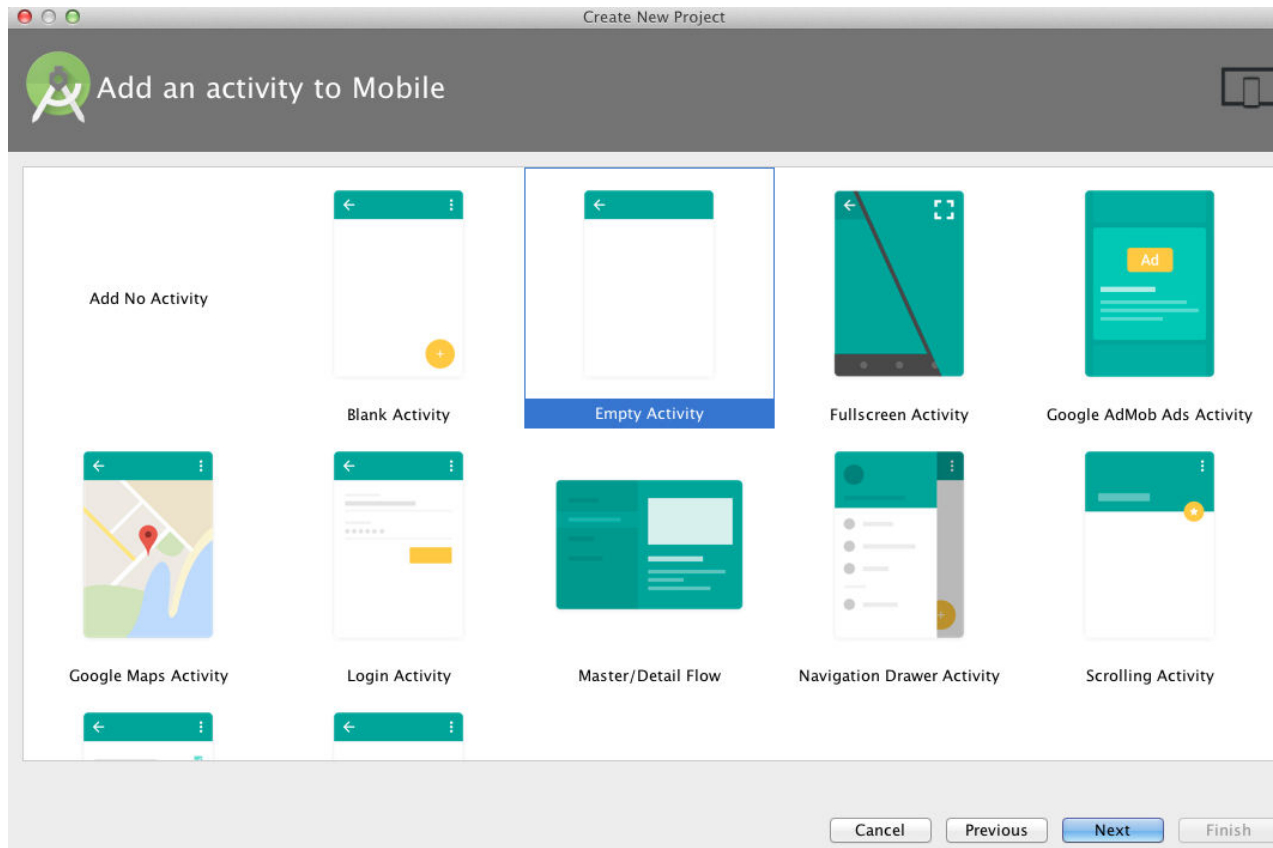 Create New Project
Add an activity to Mobile
Ad
Add No Activity
Blank Activity
Empty Activity
Fullscreen Activity
Google AdMob Ads Activity
Google Maps Activity
Login Activity
Master/Detail Flow
Navigation Drawer Activity
Scrolling Activity
Cancel
Previous
Next
Finish